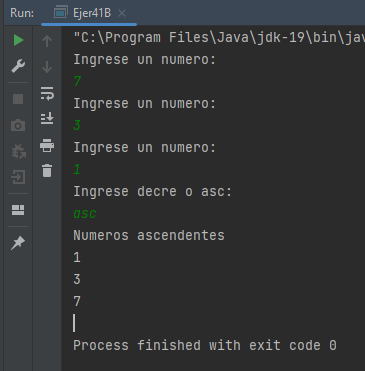 Run: Ejer41B
"C:\Program Files\Java\jdk-19\bin\jav
Ingrese un numero:
7
Ingrese un numero:
3
Ingrese un numero:
1
Ingrese decre o asc:
asc
Numeros ascendentes
1
3
7
Process finished with exit code 0